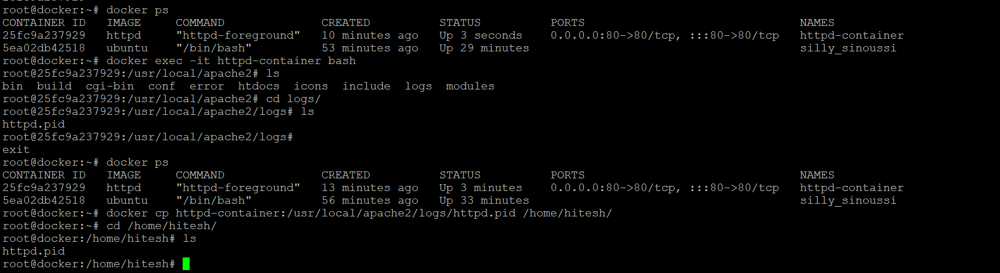 root@docker:~# docker ps
CONTAINER ID   IMAGE     COMMAND              CREATED          STATUS          PORTS                               NAMES
25fc9a237929   httpd     "httpd-foreground"   10 minutes ago   Up 3 seconds    0.0.0.0:80->80/tcp, :::80->80/tcp   httpd-container
5ea02db42518   ubuntu    "/bin/bash"          53 minutes ago   Up 29 minutes                                       silly_sinoussi
root@docker:~# docker exec -it httpd-container bash
root@25fc9a237929:/usr/local/apache2# ls
bin  build  cgi-bin  conf  error  htdocs  icons  include  logs  modules
root@25fc9a237929:/usr/local/apache2# cd logs/
root@25fc9a237929:/usr/local/apache2/logs# ls
httpd.pid
root@25fc9a237929:/usr/local/apache2/logs#
exit
root@docker:~# docker ps
CONTAINER ID   IMAGE     COMMAND              CREATED          STATUS          PORTS                               NAMES
25fc9a237929   httpd     "httpd-foreground"   13 minutes ago   Up 3 minutes    0.0.0.0:80->80/tcp, :::80->80/tcp   httpd-container
5ea02db42518   ubuntu    "/bin/bash"          56 minutes ago   Up 33 minutes                                       silly_sinoussi
root@docker:~# docker cp httpd-container:/usr/local/apache2/logs/httpd.pid /home/hitesh/
root@docker:~# cd /home/hitesh/
root@docker:/home/hitesh# ls
httpd.pid
root@docker:/home/hitesh#